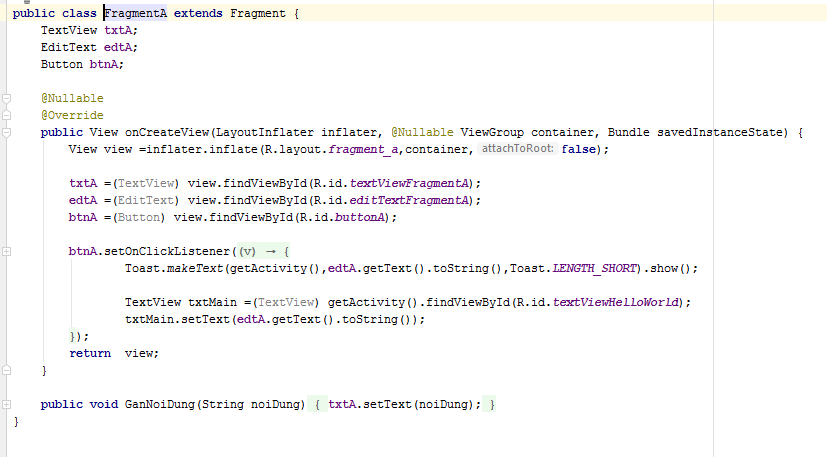 public class FragmentA extends Fragment {
    TextView txtA;
    EditText edtA;
    Button btnA;

    @Nullable
    @Override
    public View onCreateView(LayoutInflater inflater, @Nullable ViewGroup container, Bundle savedInstanceState) {
        View view =inflater.inflate(R.layout.fragment_a,container, attachToRoot: false);

        txtA =(TextView) view.findViewById(R.id.textViewFragmentA);
        edtA =(EditText) view.findViewById(R.id.editTextFragmentA);
        btnA =(Button) view.findViewById(R.id.buttonA);

        btnA.setOnClickListener((v) → {
                Toast.makeText(getActivity(),edtA.getText().toString(),Toast.LENGTH_SHORT).show();

                TextView txtMain =(TextView) getActivity().findViewById(R.id.textViewHelloWorld);
                txtMain.setText(edtA.getText().toString());
        });
        return  view;
    }

    public void GanNoiDung(String noiDung) { txtA.setText(noiDung); }
}